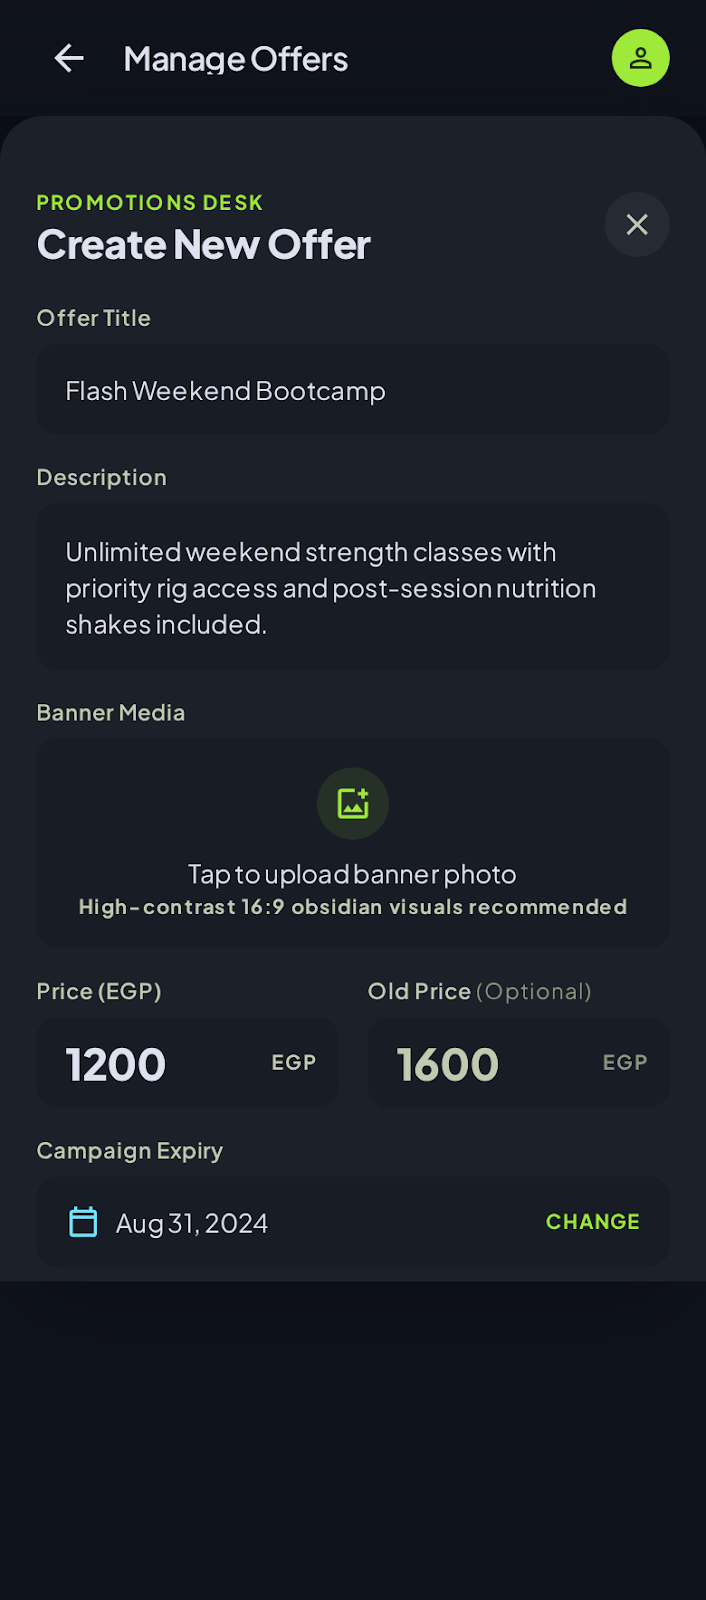 Manage Offers
PROMOTIONS DESK
Create New Offer
Offer Title
Flash Weekend Bootcamp
Description
Unlimited weekend strength classes with
priority rig access and post-session nutrition
shakes included.
Banner Media
Tap to upload banner photo
High-contrast 16:9 obsidian visuals recommended
Price (EGP)
Old Price (Optional)
1200 EGP
1600 EGP
Campaign Expiry
Aug 31, 2024 CHANGE